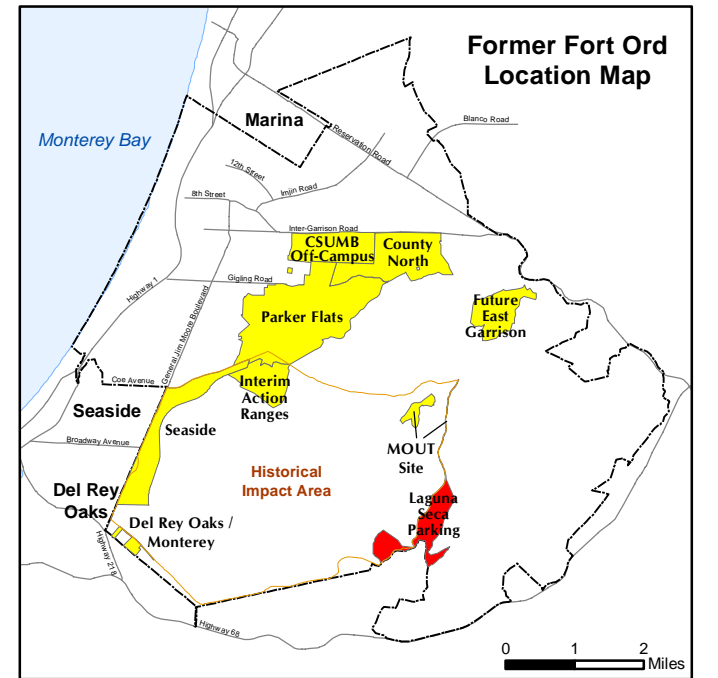 Former Fort Ord
Location Map
Marina
Monterey Bay
Blanco Road
Reservation Road
12th Street
Imjin Road
8th Street
Inter-Garrison Road
CSUMB
Off-Campus
County
North
Gigling Road
Highway 1
General Jim Moore Boulevard
Parker Flats
Future
East
Garrison
Coe Avenue
Interim
Action
Ranges
Seaside
Seaside
Broadway Avenue
MOUT
Site
Historical
Impact Area
Del Rey
Oaks
Laguna
Seca
Parking
Del Rey Oaks /
Monterey
Highway 218
Highway 68
0 1 2
Miles